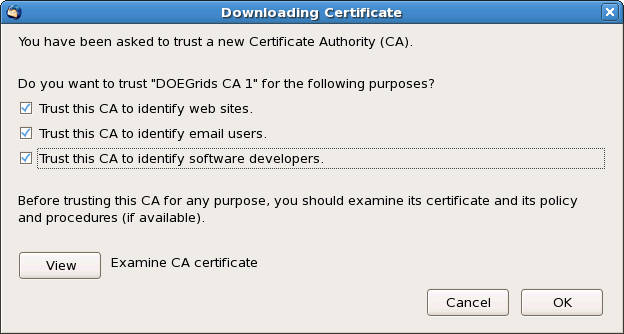 Downloading Certificate
You have been asked to trust a new Certificate Authority (CA).
Do you want to trust "DOEGrids CA 1" for the following purposes?
Trust this CA to identify web sites.
Trust this CA to identify email users.
Trust this CA to identify software developers.
Before trusting this CA for any purpose, you should examine its certificate and its policy
and procedures (if available).
View Examine CA certificate
Cancel OK